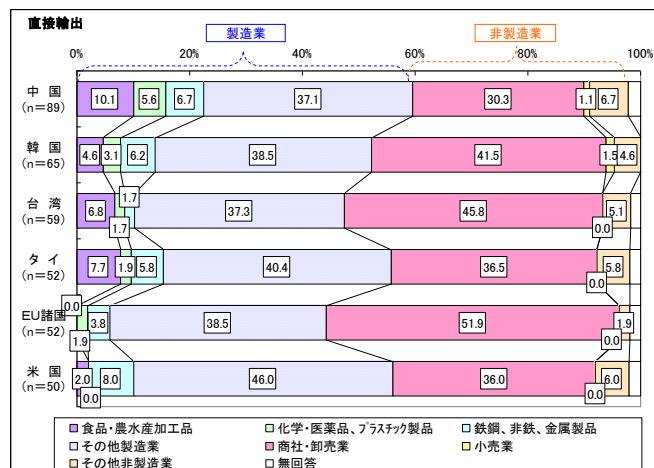 直接輸出
製造業 非製造業
0% 20% 40% 60% 80% 100%
中 国
(n=89)
10.1 5.6 6.7 37.1 30.3 1.1 6.7
韓 国
(n=65)
4.6 3.1 6.2 38.5 41.5 1.5 4.6
台 湾
(n=59)
6.8 1.7 1.7 37.3 45.8 0.0 5.1
タ イ
(n=52)
7.7 1.9 5.8 40.4 36.5 0.0 5.8
EU諸国
(n=52)
0.0 1.9 3.8 38.5 51.9 0.0 1.9
米 国
(n=50)
2.0 0.0 8.0 46.0 36.0 0.0 6.0
食品・農水産加工品 化学・医薬品、プラスチック製品 鉄鋼、非鉄、金属製品
その他製造業 商社・卸売業 小売業
その他非製造業 無回答